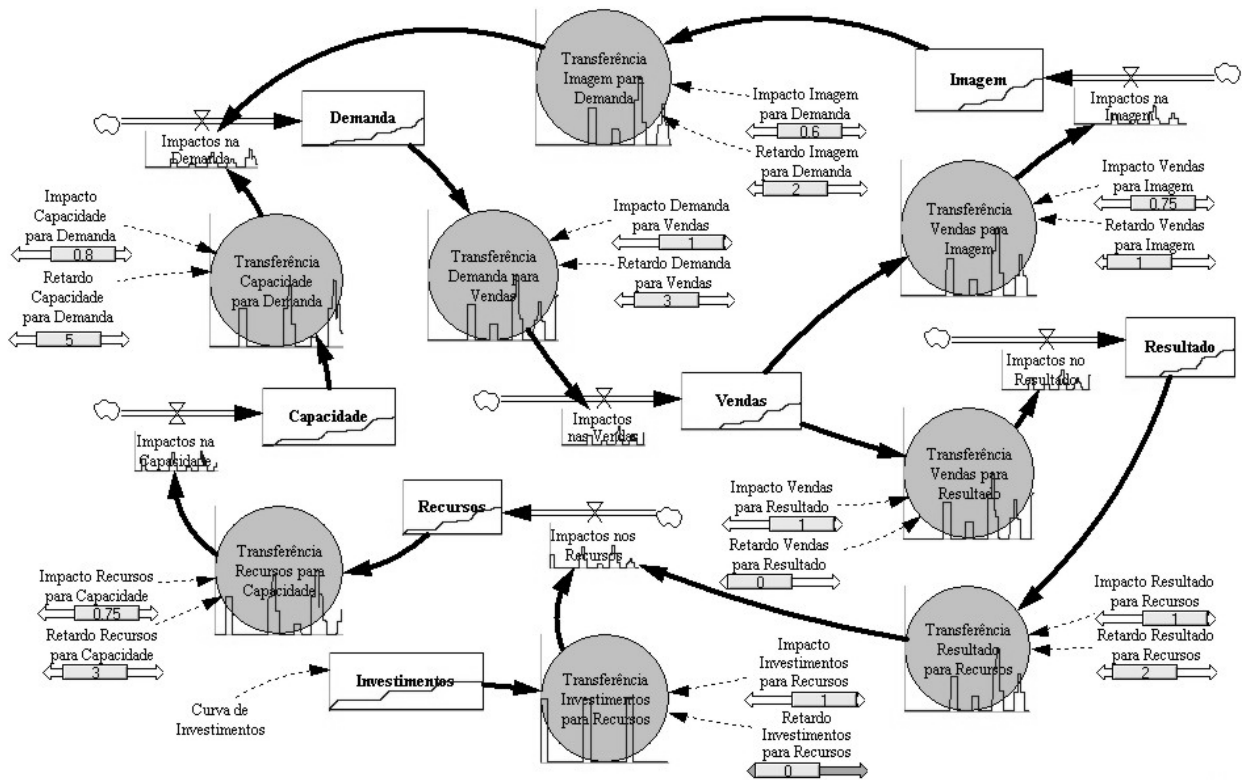 Transferência
Imagem para
Demanda
Imagem
Impactos na
Imagem
Impacto Imagem
para Demanda
0.6
Retardo Imagem
para Demanda
2
Demanda
Impactos na
Demanda
Impacto
Capacidade
para Demanda
0.8
Retardo
Capacidade
para Demanda
5
Transferência
Capacidade
para Demanda
Transferência
Demanda para
Vendas
Impacto Demanda
para Vendas
1
Retardo Demanda
para Vendas
3
Transferência
Vendas para
Imagem
Impacto Vendas
para Imagem
0.75
Retardo Vendas
para Imagem
1
Impactos no
Resultado
Resultado
Capacidade
Impactos na
Capacidade
Vendas
Impactos
nas Vendas
Transferência
Vendas para
Resultado
Impacto Vendas
para Resultado
1
Retardo Vendas
para Resultado
0
Recursos
Impactos nos
Recursos
Transferência
Recursos para
Capacidade
Impacto Recursos
para Capacidade
0.75
Retardo Recursos
para Capacidade
3
Transferência
Resultado
para Recursos
Impacto Resultado
para Recursos
1
Retardo Resultado
para Recursos
2
Investimentos
Curva de
Investimentos
Transferência
Investimentos
para Recursos
Impacto
Investimentos
para Recursos
1
Retardo
Investimentos
para Recursos
0